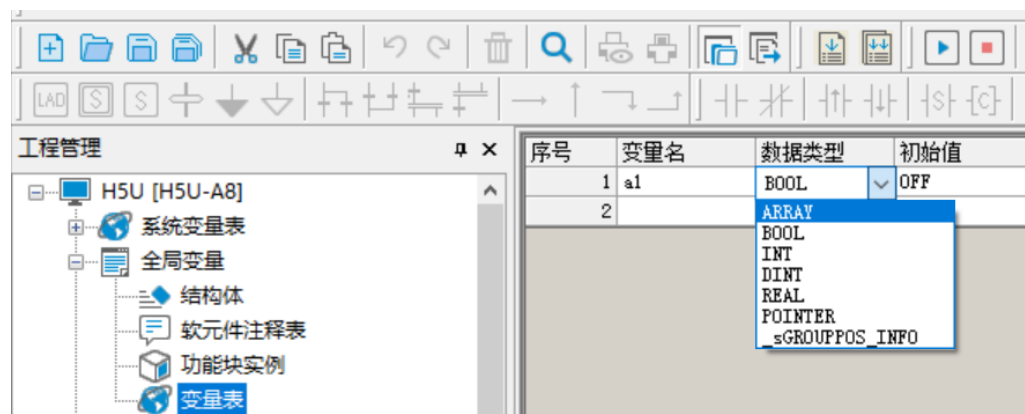 LAD S S S C
工程管理
序号 变量名 数据类型 初始值
H5U [H5U-A8]
1 a1 BOOL OFF
系统变量表
2
ARRAY
全局变量
BOOL
INT
结构体
DINT
REAL
软元件注释表
POINTER
_sGROUPPOS_INFO
功能块实例
变量表